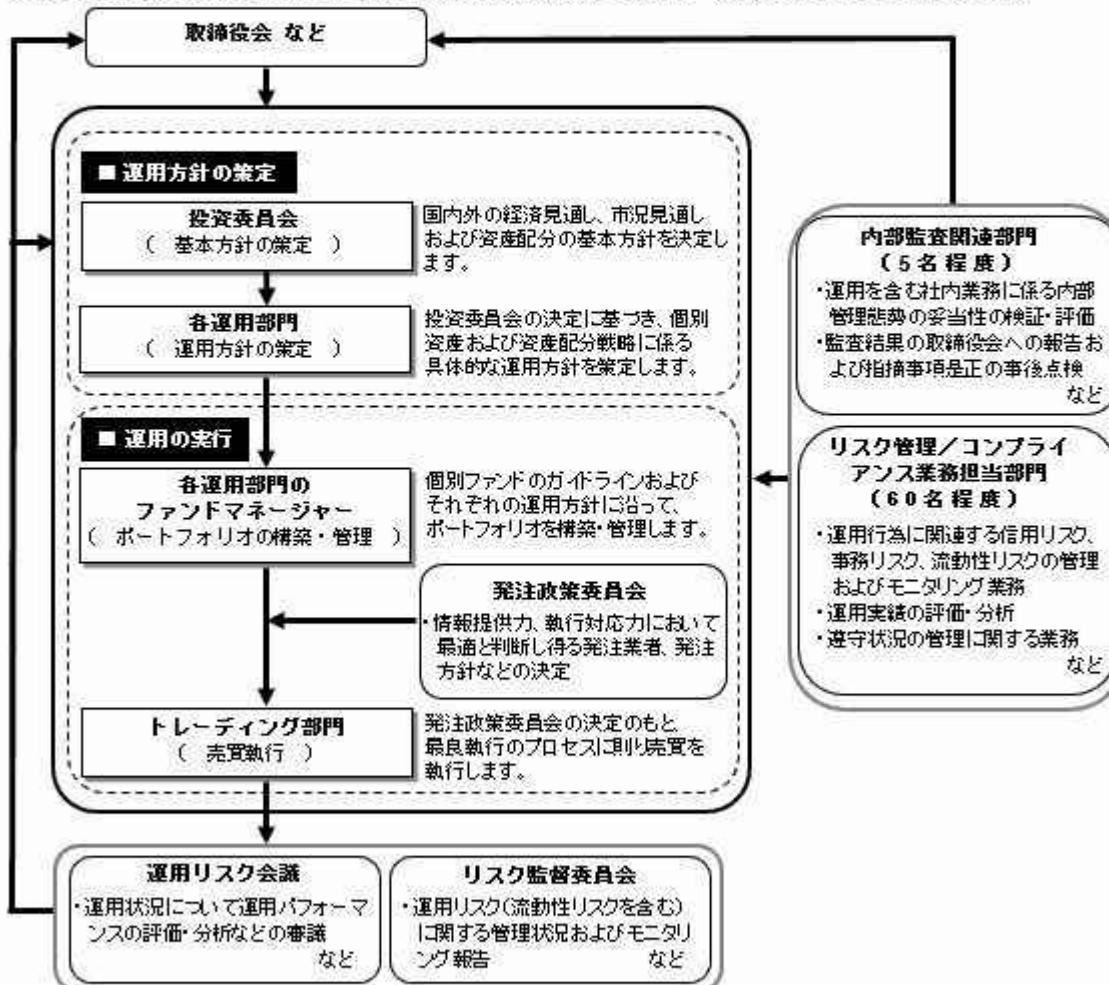 取締役会 など
■ 運用方針の策定
投資委員会
( 基本方針の策定 )
国内外の経済見通し、市況見通し
および資産配分の基本方針を決定し
ます。
各運用部門
( 運用方針の策定 )
投資委員会の決定に基づき、個別
資産および資産配分戦略に係る
具体的な運用方針を策定します。
■ 運用の実行
各運用部門の
ファンドマネージャー
( ポートフォリオの構築・管理 )
個別ファンドのガイドラインおよび
それぞれの運用方針に沿って、
ポートフォリオを構築・管理します。
発注政策委員会
・情報提供力、執行対応力において
最適と判断し得る発注業者、発注
方針などの決定
トレーディング部門
( 売買執行 )
発注政策委員会の決定のもと、
最良執行のプロセスに則り売買を
執行します。
内部監査関連部門
(5名程度)
・運用を含む社内業務に係る内部
管理態勢の妥当性の検証・評価
・監査結果の取締役会への報告お
よび指摘事項是正の事後点検
など
リスク管理/コンプライ
アンス業務担当部門
(60名程度)
・運用行為に関連する信用リスク、
事務リスク、流動性リスクの管理
およびモニタリング業務
・運用実績の評価・分析
・遵守状況の管理に関する業務
など
運用リスク会議
・運用状況について運用パフォーマ
ンスの評価・分析などの審議
など
リスク監督委員会
・運用リスク(流動性リスクを含む)
に関する管理状況およびモニタリ
ング報告 など